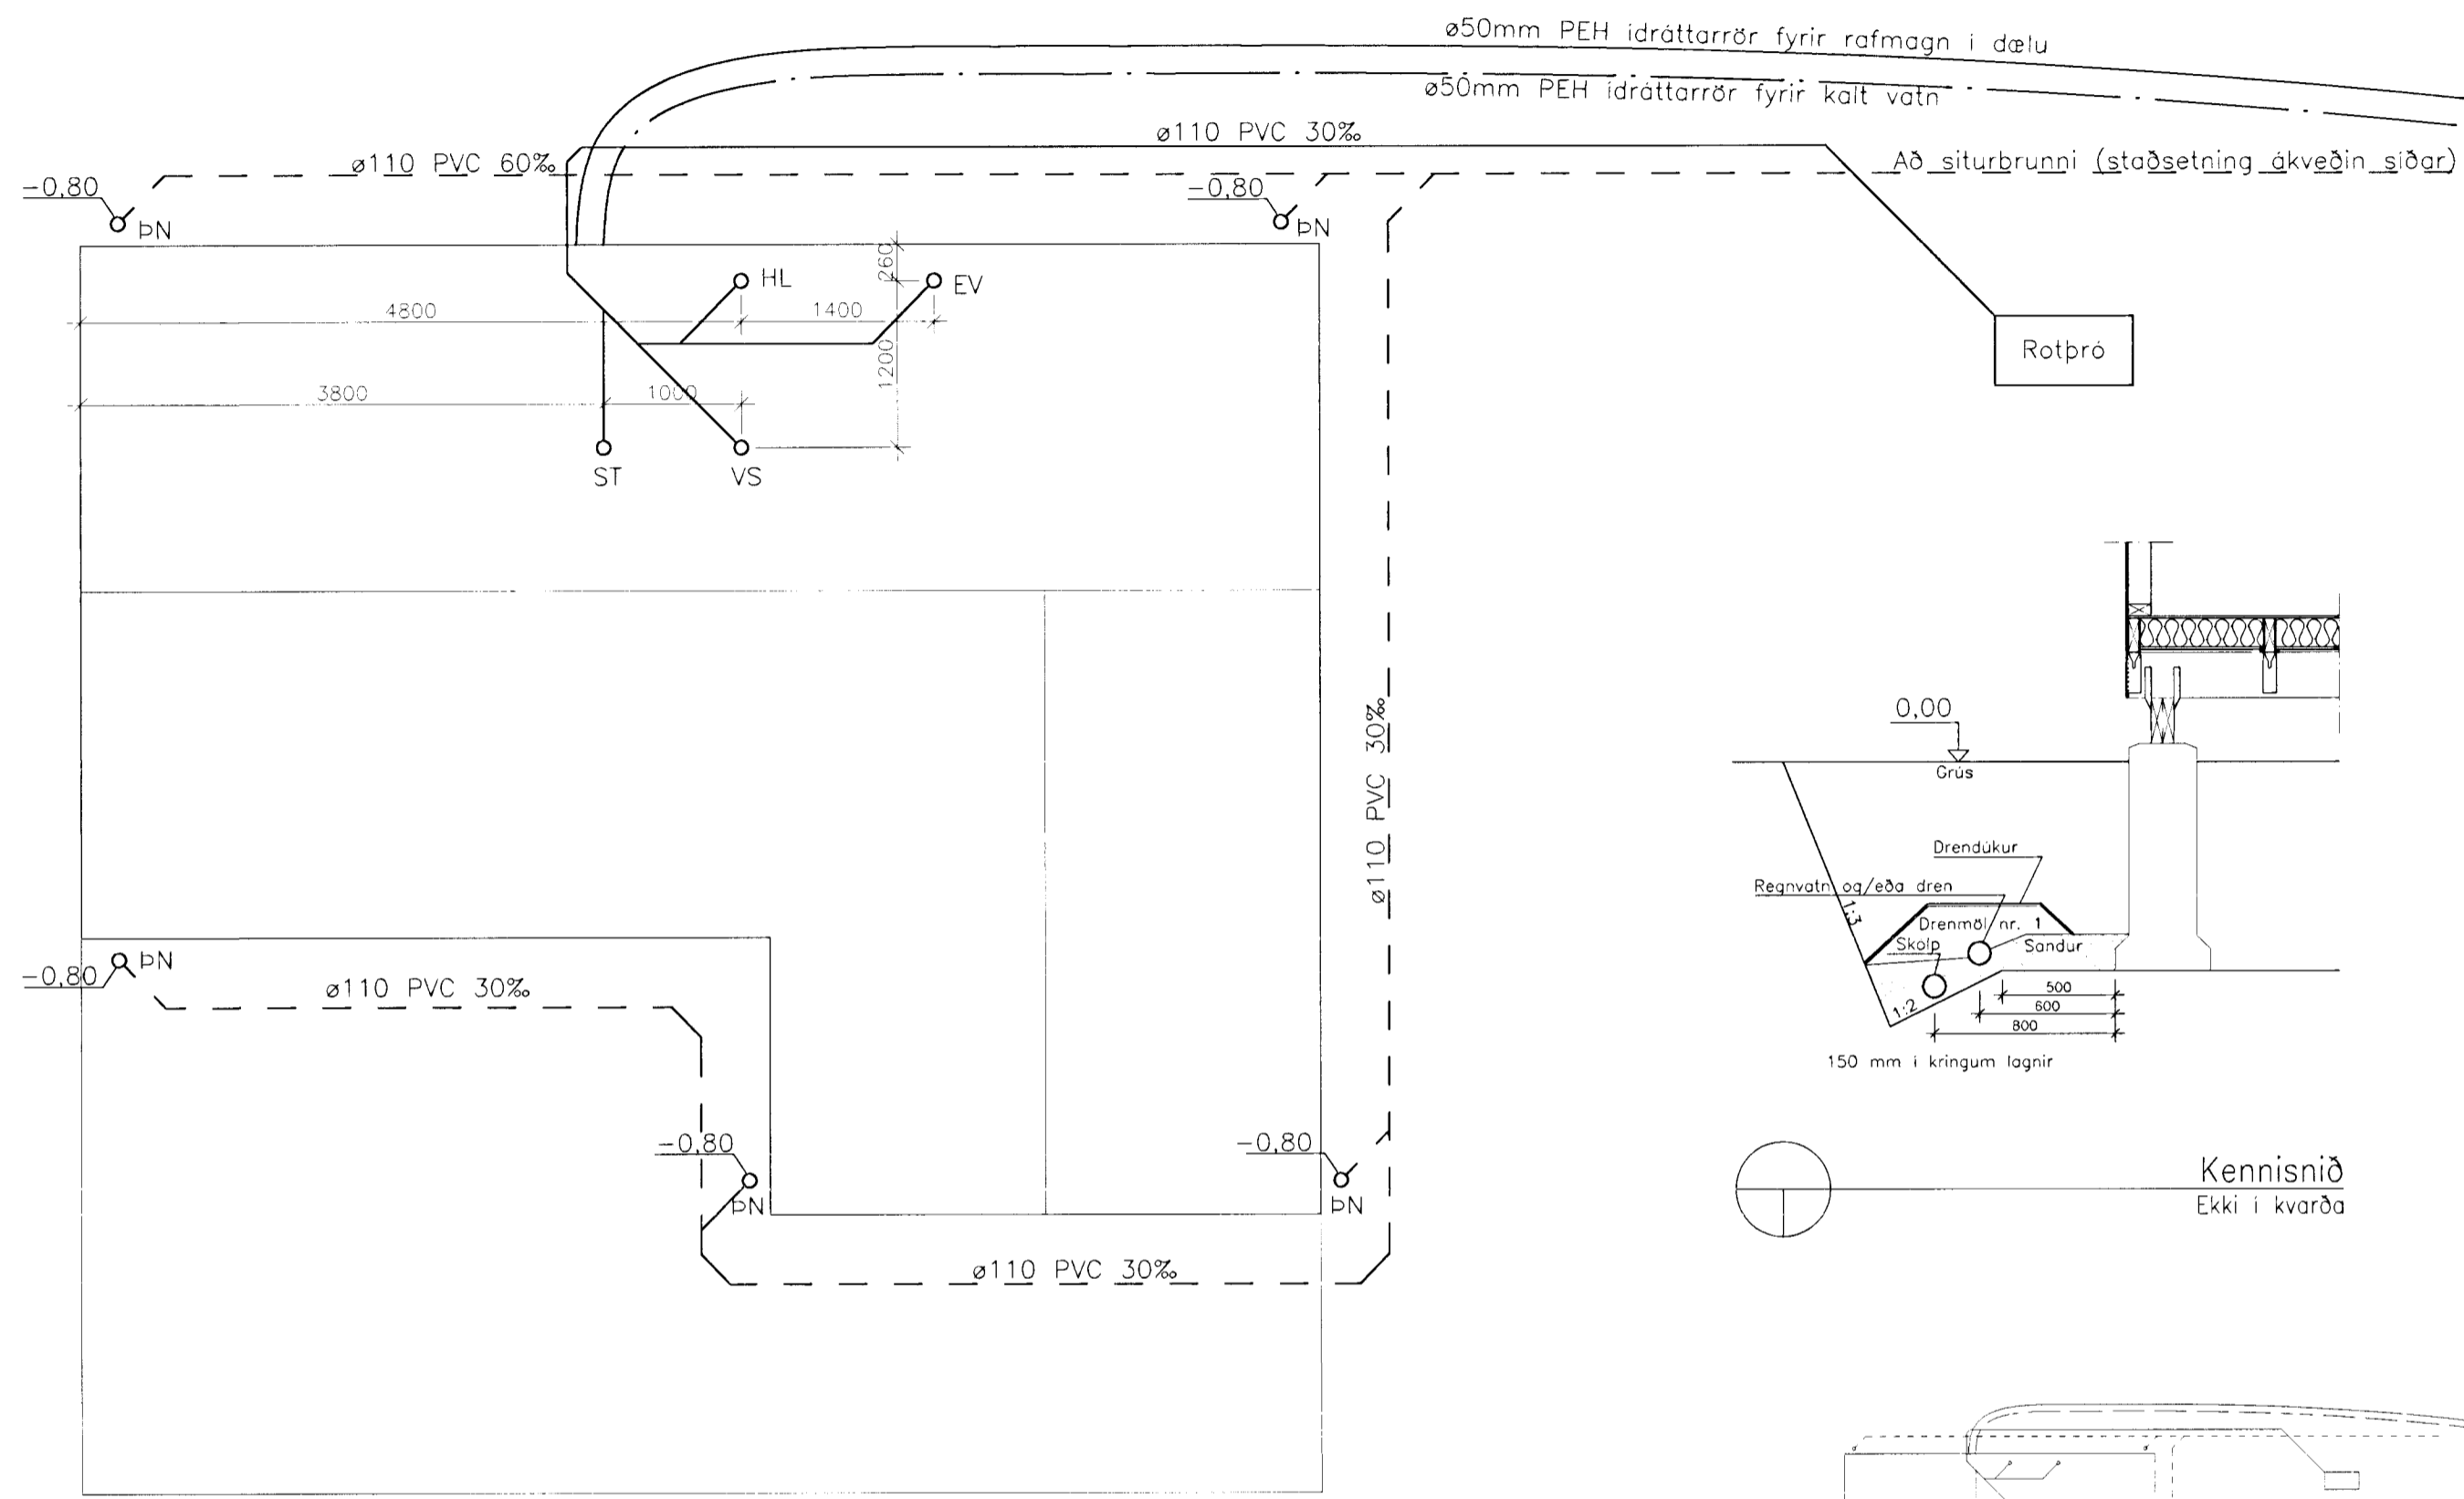 ø50mm PEH ídráttarrör fyrir rafmagn í dælu
ø50mm PEH ídráttarrör fyrir kalt vatn
ø110 PVC 30‰
ø110 PVC 60‰
Að siturbrunni (staðsetning ákveðin síðar)
-0,80
ÞN
-0,80
ÞN
260
HL
EV
4800
1400
1200
Rotþró
3800
1000
ST
VS
ø110 PVC 30‰
0,00
Grús
Drendúkur
Regnvatn og/eða dren
1:3
Drenmöl nr. 1
Skolp
Sandur
-0,80
ÞN
ø110 PVC 30‰
500
1:2
600
800
150 mm í kringum lagnir
-0,80
ÞN
-0,80
ÞN
Kennisnið
Ekki í kvarða
ø110 PVC 30‰